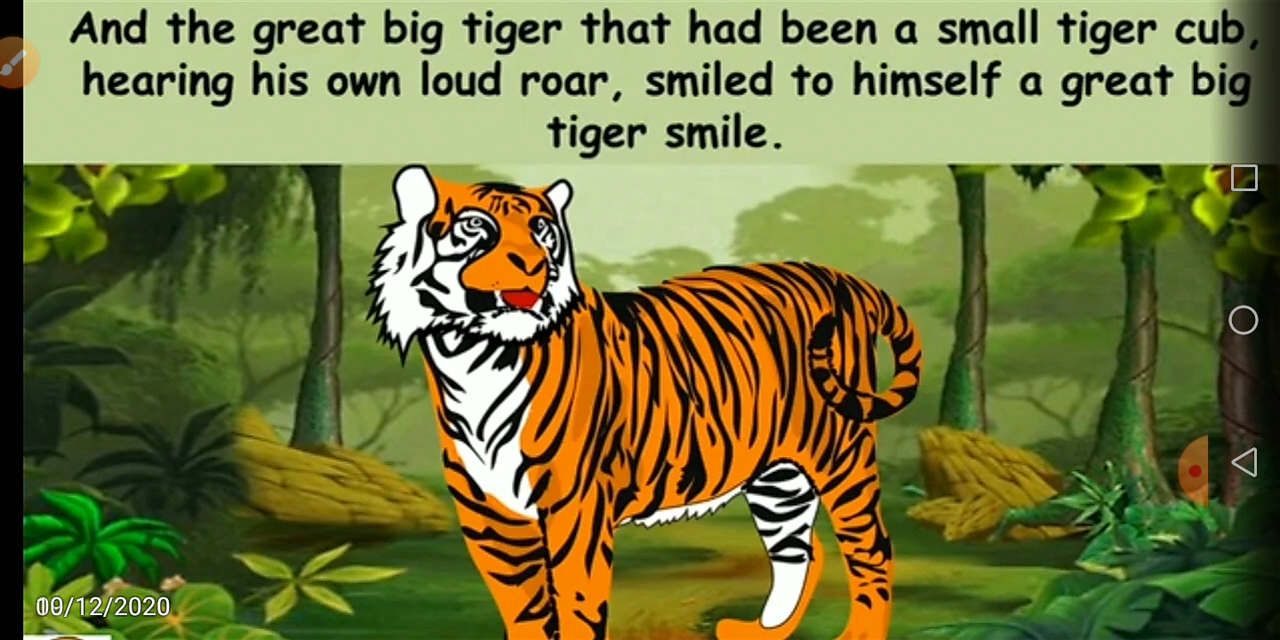 And the great big tiger that had been a small tiger cub,
hearing his own loud roar, smiled to himself a great big
tiger smile.
09/12/2020